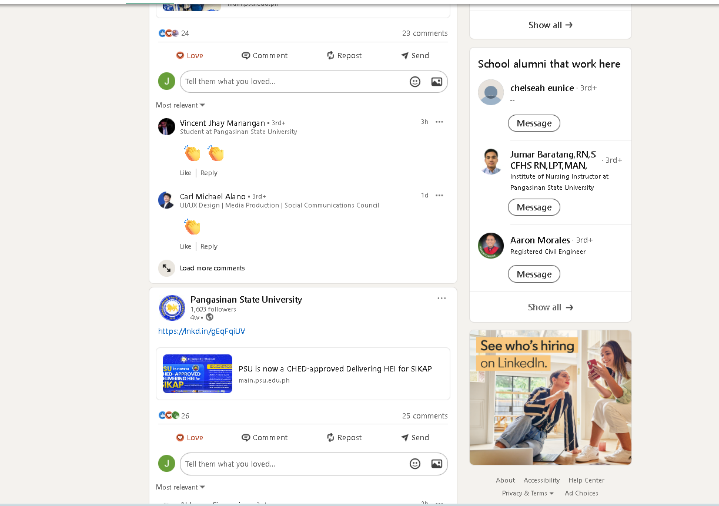 main.psu.edu.ph
24
23 comments
Love
Comment
Repost
Send
J
Tell them what you loved...
Most relevant
Vincent Jhay Mariangan • 3rd+
3h
Student at Pangasinan State University
Like | Reply
Carl Michael Alano • 3rd+
1d
UI/UX Design | Media Production | Social Communications Council
Like | Reply
Load more comments
Pangasinan State University
1,603 followers
4w •
https://lnkd.in/gEqFqiUV
PSU is now a CHED-approved Delivering HEI for SIKAP
main.psu.edu.ph
26
25 comments
Love
Comment
Repost
Send
J
Tell them what you loved...
Most relevant
Show all →
School alumni that work here
chelseah eunice · 3rd+
--
Message
Jumar Baratang,RN,S
CFHS RN,LPT,MAN, · 3rd+
Institute of Nursing Instructor at
Pangasinan State University
Message
Aaron Morales · 3rd+
Registered Civil Engineer
Message
Show all →
See who's hiring
on LinkedIn.
About
Accessibility
Help Center
Privacy & Terms
Ad Choices